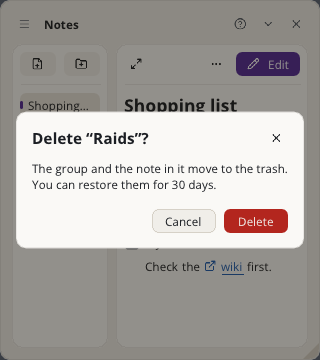 Notes
Edit
Shopping...
Shopping list
Delete “Raids”?
The group and the note in it move to the trash.
You can restore them for 30 days.
Cancel
Delete
Check the wiki first.